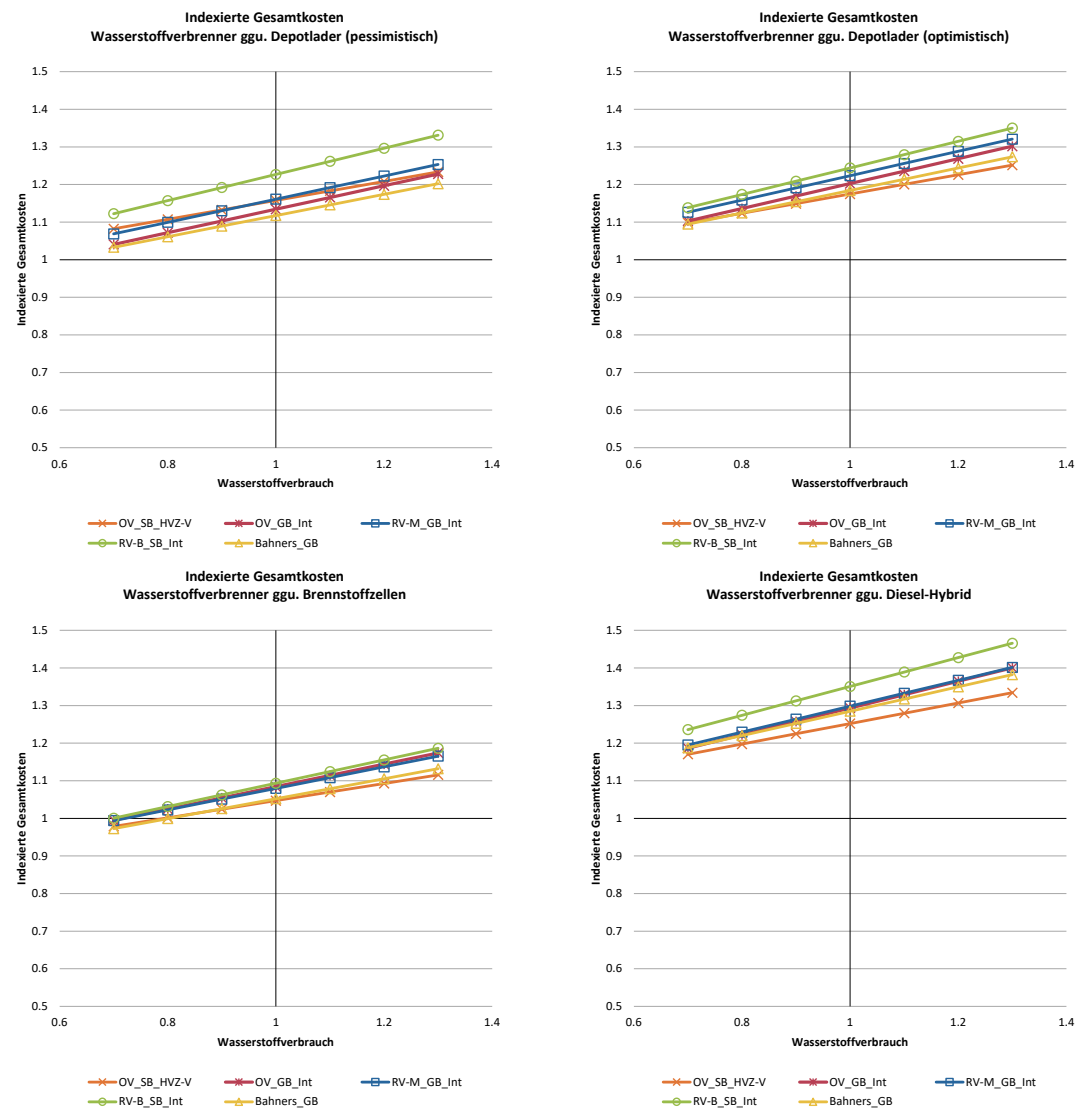 Indexierte Gesamtkosten
Wasserstoffverbrenner ggu. Depotlader (pessimistisch)
Indexierte Gesamtkosten
1.5
1.4
1.3
1.2
1.1
1
0.9
0.8
0.7
0.6
0.5
0.6 0.8 1 1.2 1.4
Wasserstoffverbrauch
OV_SB_HVZ-V OV_GB_Int RV-M_GB_Int
RV-B_SB_Int Bahners_GB
Indexierte Gesamtkosten
Wasserstoffverbrenner ggu. Depotlader (optimistisch)
Indexierte Gesamtkosten
1.5
1.4
1.3
1.2
1.1
1
0.9
0.8
0.7
0.6
0.5
0.6 0.8 1 1.2 1.4
Wasserstoffverbrauch
OV_SB_HVZ-V OV_GB_Int RV-M_GB_Int
RV-B_SB_Int Bahners_GB
Indexierte Gesamtkosten
Wasserstoffverbrenner ggu. Brennstoffzellen
Indexierte Gesamtkosten
1.5
1.4
1.3
1.2
1.1
1
0.9
0.8
0.7
0.6
0.5
0.6 0.8 1 1.2 1.4
Wasserstoffverbrauch
OV_SB_HVZ-V OV_GB_Int RV-M_GB_Int
RV-B_SB_Int Bahners_GB
Indexierte Gesamtkosten
Wasserstoffverbrenner ggu. Diesel-Hybrid
Indexierte Gesamtkosten
1.5
1.4
1.3
1.2
1.1
1
0.9
0.8
0.7
0.6
0.5
0.6 0.8 1 1.2 1.4
Wasserstoffverbrauch
OV_SB_HVZ-V OV_GB_Int RV-M_GB_Int
RV-B_SB_Int Bahners_GB